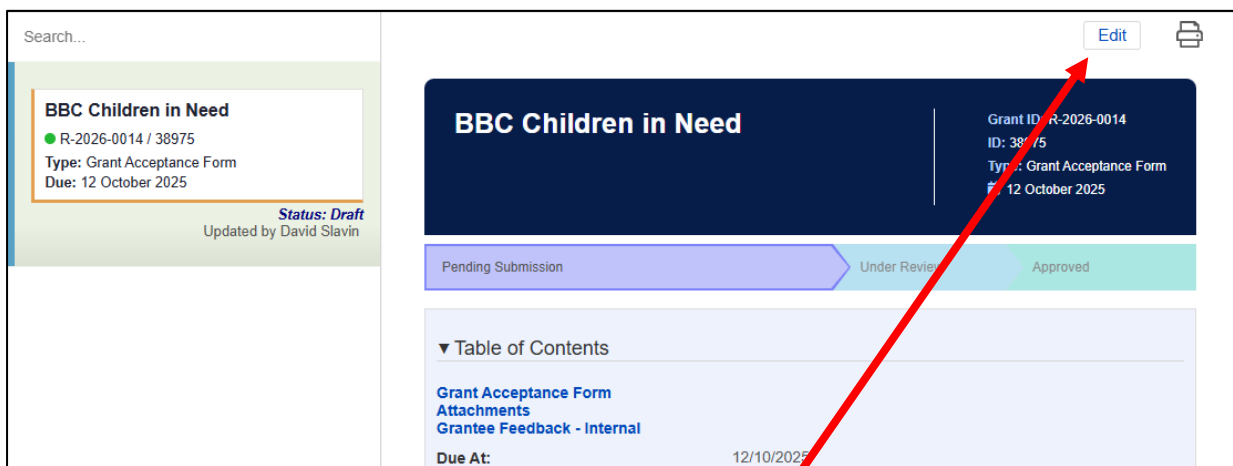 Search...
Edit
BBC Children in Need
R-2026-0014 / 38975
Type: Grant Acceptance Form
Due: 12 October 2025
Status: Draft
Updated by David Slavin
BBC Children in Need
Grant ID: R-2026-0014
ID: 38975
Type: Grant Acceptance Form
12 October 2025
Pending Submission
Under Review
Approved
▼ Table of Contents
Grant Acceptance Form
Attachments
Grantee Feedback - Internal
Due At: 12/10/2025